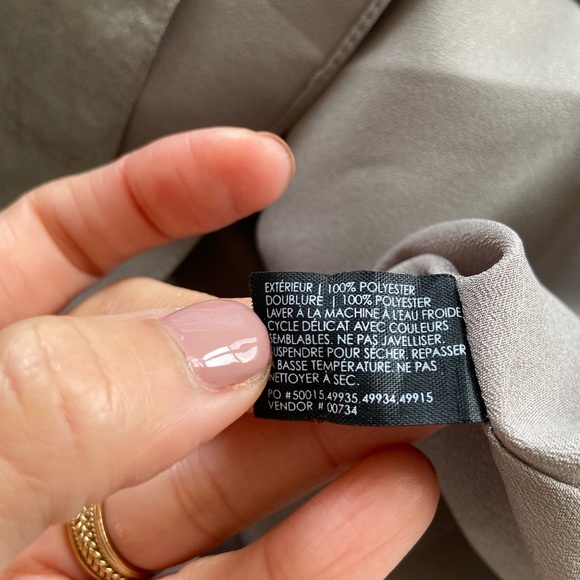 EXTÉRIEUR | 100% POLYESTER
DOUBLURE | 100% POLYESTER
LAVER À LA MACHINE À L'EAU FROIDE
CYCLE DÉLICAT AVEC COULEURS
SEMBLABLES. NE PAS JAVELLISER.
SUSPENDRE POUR SÉCHER. REPASSER
À BASSE TEMPÉRATURE. NE PAS
NETTOYER À SEC.
PO # 50015,49935,49934,49915
VENDOR # 00734